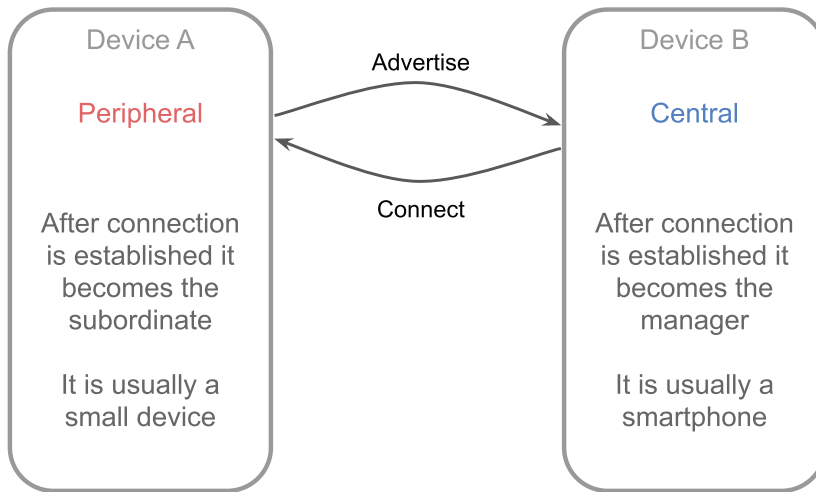 Device A
Peripheral
After connection
is established it
becomes the
subordinate
It is usually a
small device
Advertise
Connect
Device B
Central
After connection
is established it
becomes the
manager
It is usually a
smartphone